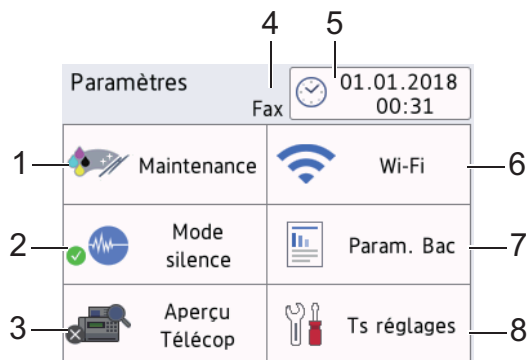 4
5
Paramètres
Fax
01.01.2018
00:31
1
Maintenance
Wi-Fi
6
2
Mode
silence
Param. Bac
7
3
Aperçu
Télécop
Ts réglages
8